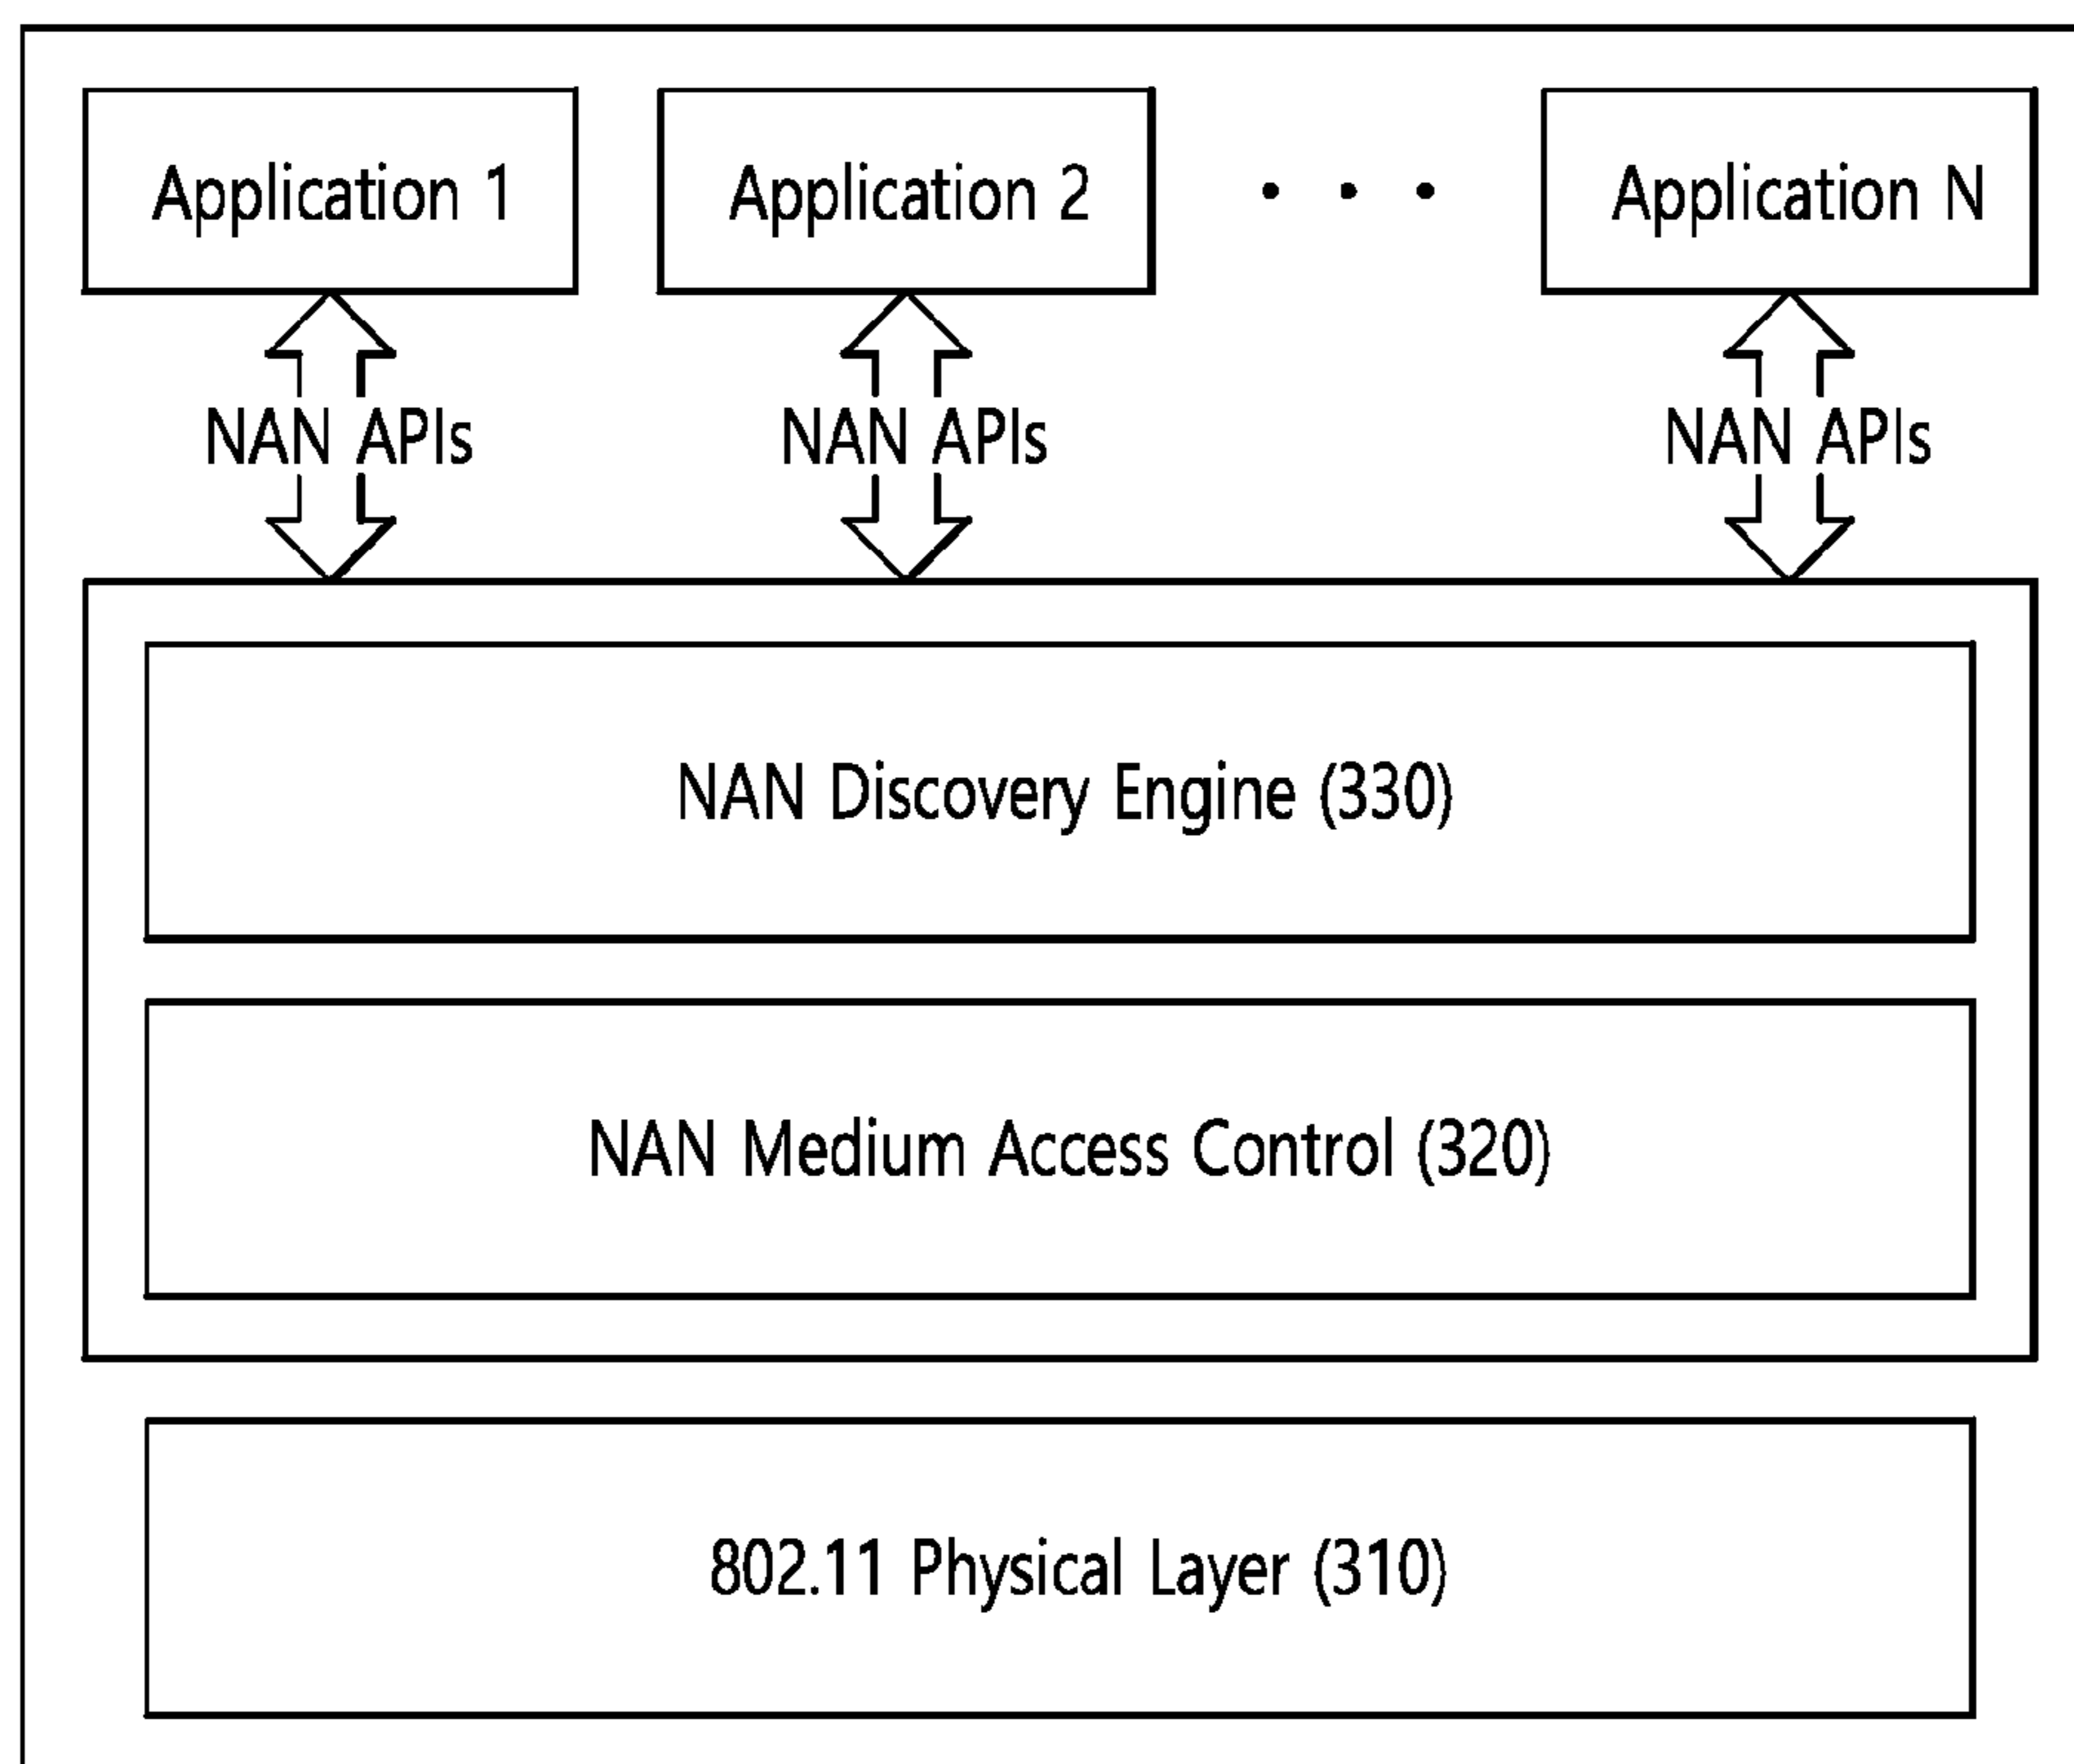 Application 1
Application 2
• • •
Application N
NAN APIs
NAN APIs
NAN APIs
NAN Discovery Engine (330)
NAN Medium Access Control (320)
802.11 Physical Layer (310)